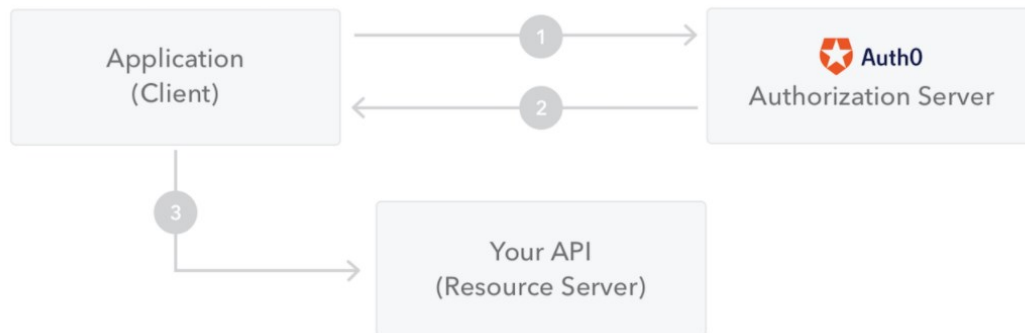 Application
(Client)
1
Auth0
Authorization Server
2
3
Your API
(Resource Server)